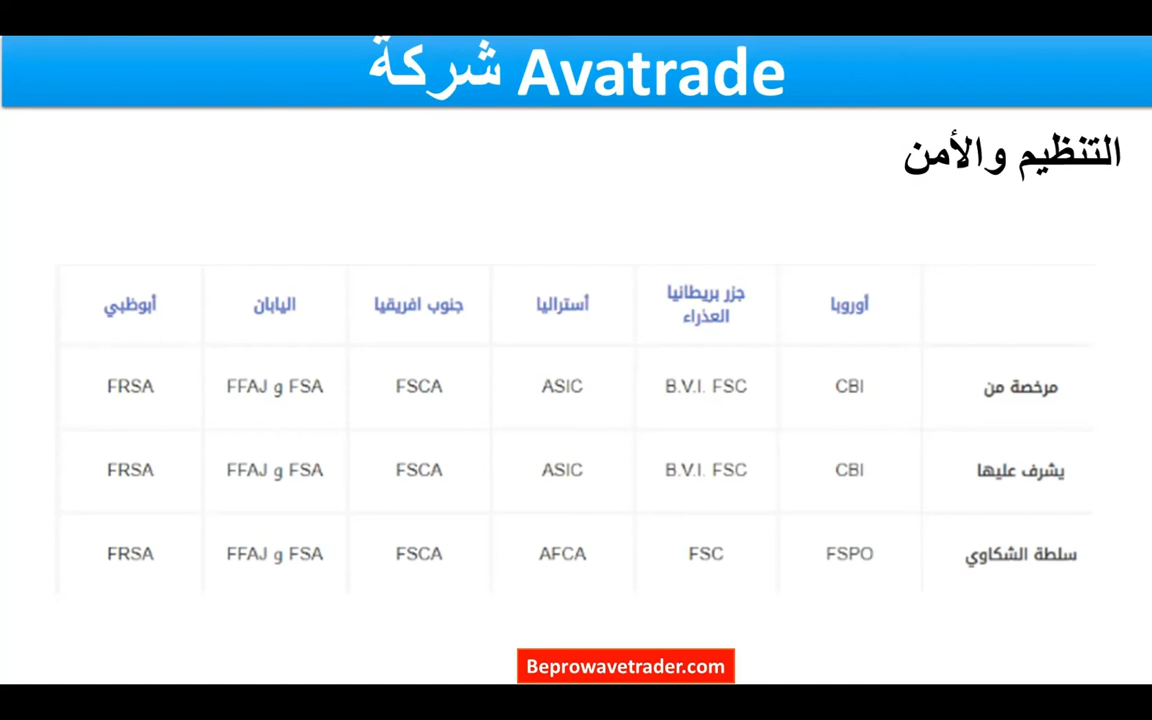 شركة Avatrade
التنظيم والأمن
أوروبا جزر بريطانيا العذراء أستراليا جنوب افريقيا اليابان أبوظبي
مرخصة من CBI B.V.I. FSC ASIC FSCA FSA و FFAJ FRSA
يشرف عليها CBI B.V.I. FSC ASIC FSCA FSA و FFAJ FRSA
سلطة الشكاوي FSPO FSC AFCA FSCA FSA و FFAJ FRSA
Beprowavetrader.com